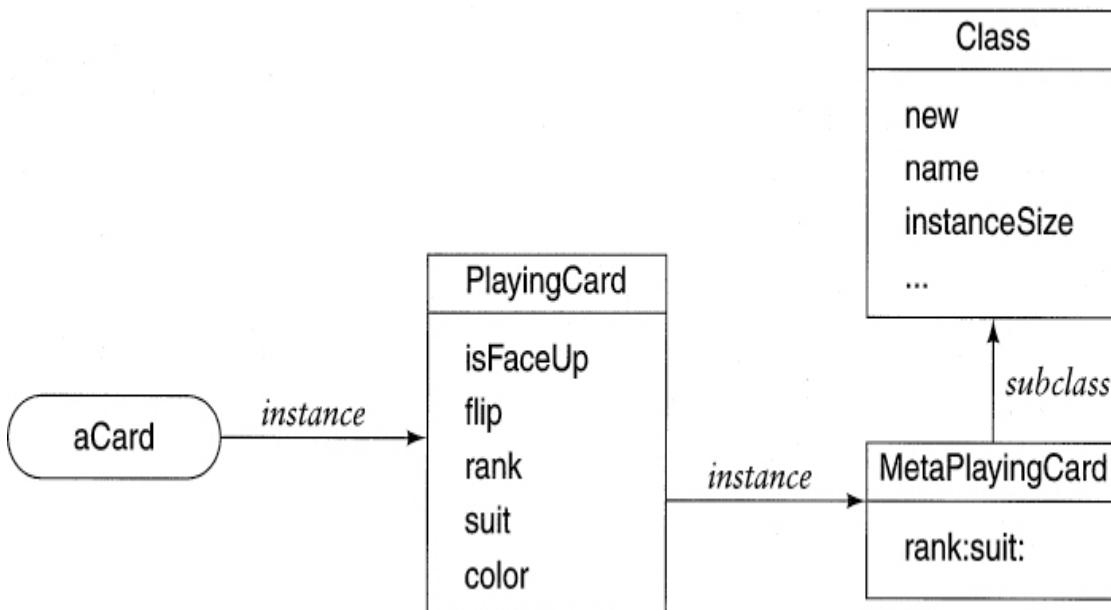 Class
new
name
instanceSize
...
PlayingCard
isFaceUp
flip
rank
suit
color
aCard
instance
instance
subclass
MetaPlayingCard
rank:suit: